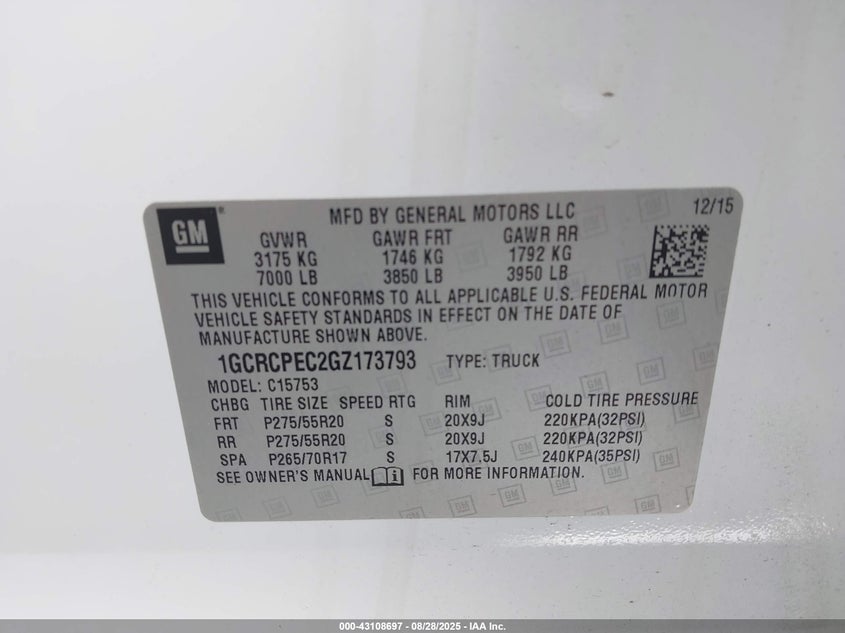 GM
MFD BY GENERAL MOTORS LLC 12/15
GVWR GAWR FRT GAWR RR
3175 KG 1746 KG 1792 KG
7000 LB 3850 LB 3950 LB
THIS VEHICLE CONFORMS TO ALL APPLICABLE U.S. FEDERAL MOTOR
VEHICLE SAFETY STANDARDS IN EFFECT ON THE DATE OF
MANUFACTURE SHOWN ABOVE.
1GCRCPEC2GZ173793 TYPE: TRUCK
MODEL: C15753
CHBG TIRE SIZE SPEED RTG RIM COLD TIRE PRESSURE
FRT P275/55R20 S 20X9J 220KPA(32PSI)
RR P275/55R20 S 20X9J 220KPA(32PSI)
SPA P265/70R17 S 17X7.5J 240KPA(35PSI)
SEE OWNER'S MANUAL i FOR MORE INFORMATION.
000-43108697 - 08/28/2025 - IAA Inc.